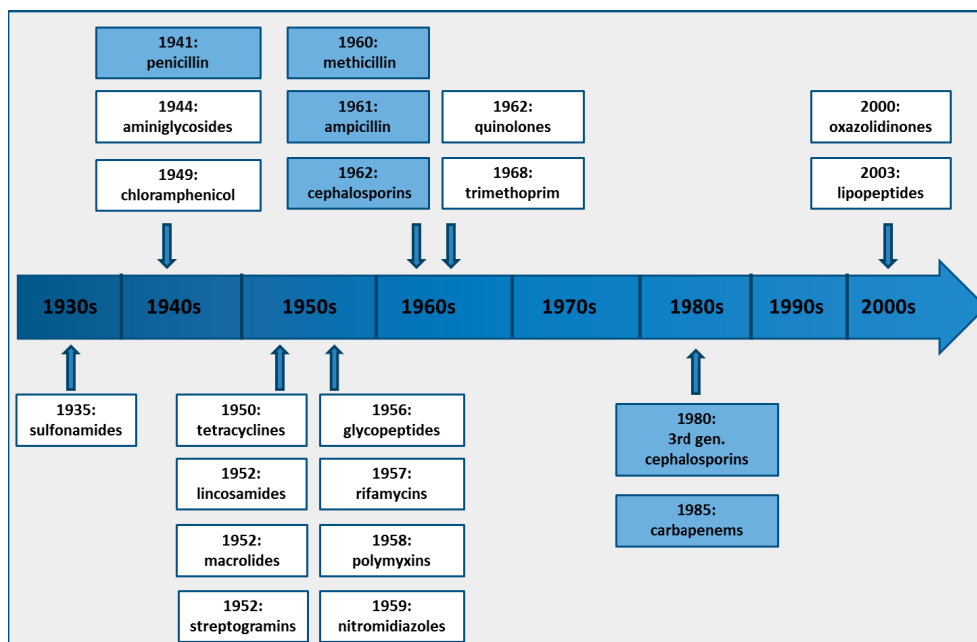 1941:
penicillin
1944:
aminiglycosides
1949:
chloramphenicol
1960:
methicillin
1961:
ampicillin
1962:
cephalosporins
1962:
quinolones
1968:
trimethoprim
2000:
oxazolidinones
2003:
lipopeptides
1930s
1940s
1950s
1960s
1970s
1980s
1990s
2000s
1935:
sulfonamides
1950:
tetracyclines
1952:
lincosamides
1952:
macrolides
1952:
streptogramins
1956:
glycopeptides
1957:
rifamycins
1958:
polymyxins
1959:
nitromidiazoles
1980:
3rd gen.
cephalosporins
1985:
carbapenems